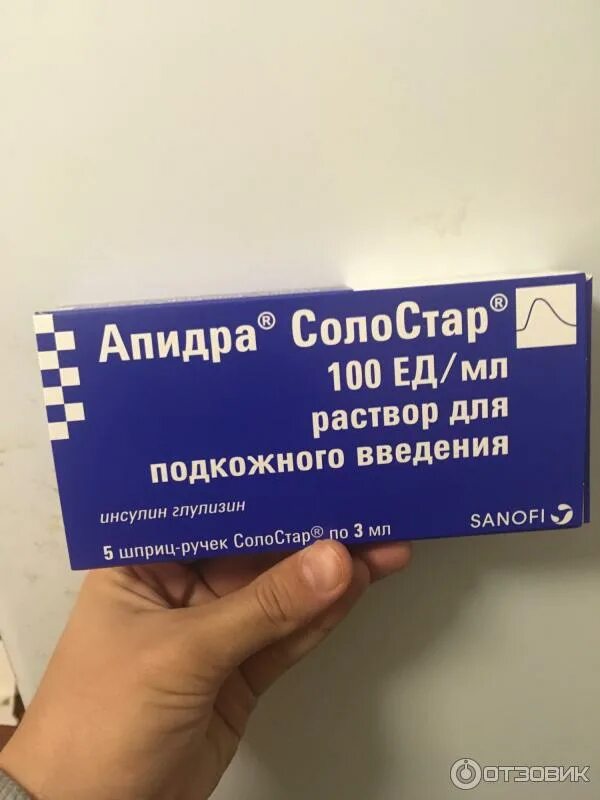 Апидра® СолоСтар®
100 ЕД/мл
раствор для
подкожного введения
инсулин глулизин
SANOFI
5 шприц-ручек СолоСтар® по 3 мл
ОТЗОВИК